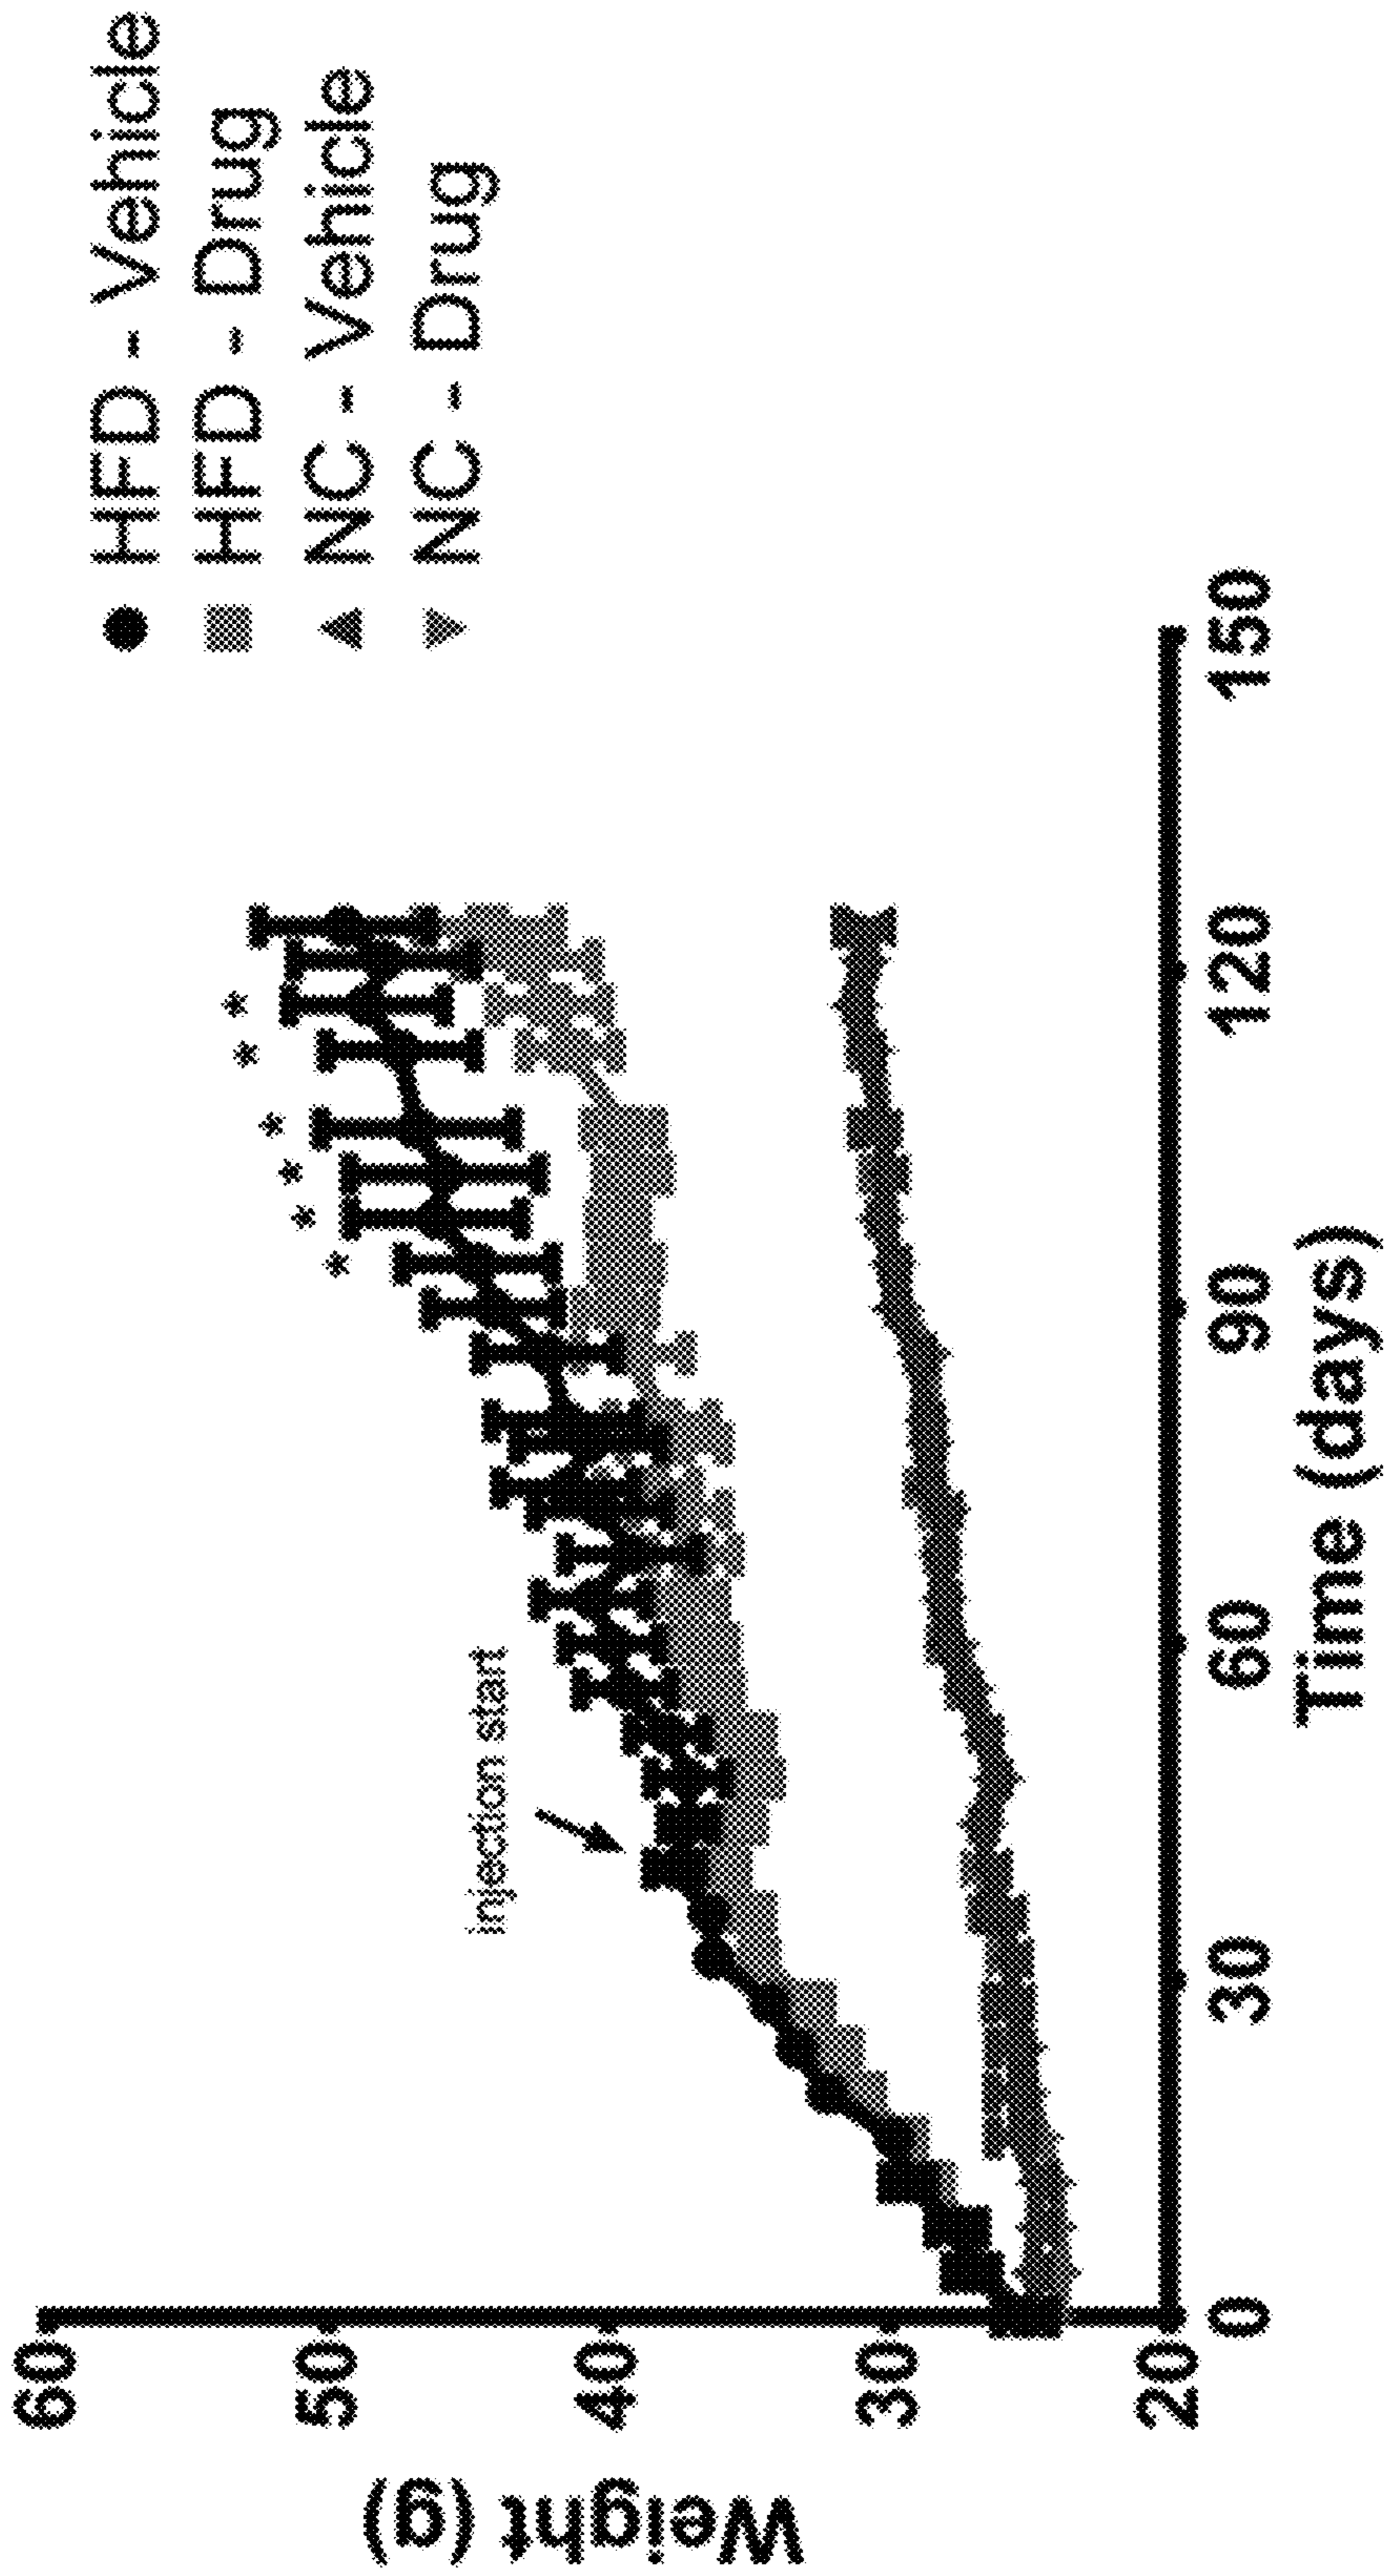 HFD - Vehicle
HFD - Drug
NC - Vehicle
NC - Drug
injection start
* * * * * *
Weight (g)
60
50
40
30
20
0
30
60
90
120
150
Time (days)